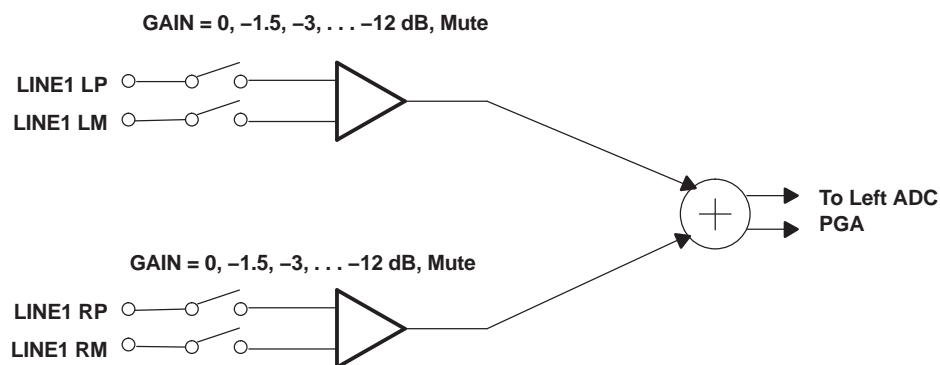 GAIN = 0, −1.5, −3, . . . −12 dB, Mute
LINE1 LP
LINE1 LM
To Left ADC
PGA
GAIN = 0, −1.5, −3, . . . −12 dB, Mute
LINE1 RP
LINE1 RM